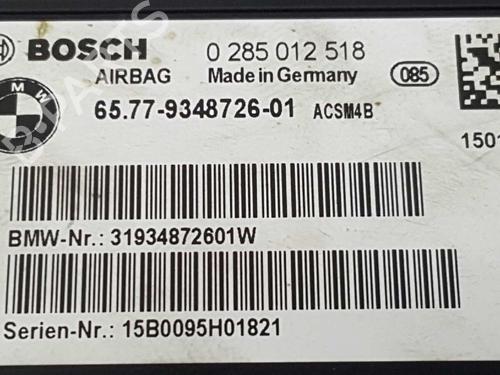 BOSCH 0 285 012 518
AIRBAG Made in Germany 085
BMW 65.77-9348726-01 ACSM4B
1501
BMW-Nr.: 31934872601W
Serien-Nr.: 15B0095H01821